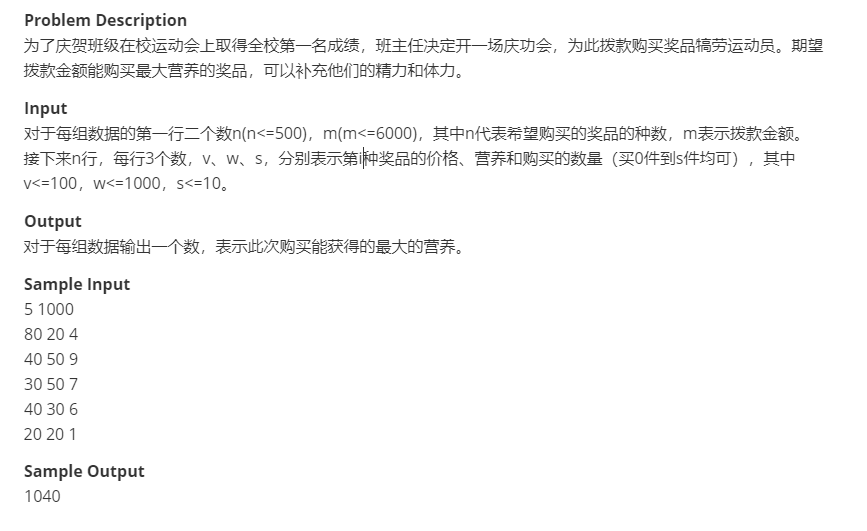 Problem Description
为了庆贺班级在校运动会上取得全校第一名成绩，班主任决定开一场庆功会，为此拨款购买奖品犒劳运动员。期望
拨款金额能购买最大营养的奖品，可以补充他们的精力和体力。
Input
对于每组数据的第一行二个数n(n<=500)，m(m<=6000)，其中n代表希望购买的奖品的种数，m表示拨款金额。
接下来n行，每行3个数，v、w、s，分别表示第i种奖品的价格、营养和购买的数量（买0件到s件均可），其中
v<=100，w<=1000，s<=10。
Output
对于每组数据输出一个数，表示此次购买能获得的最大的营养。
Sample Input
5 1000
80 20 4
40 50 9
30 50 7
40 30 6
20 20 1
Sample Output
1040